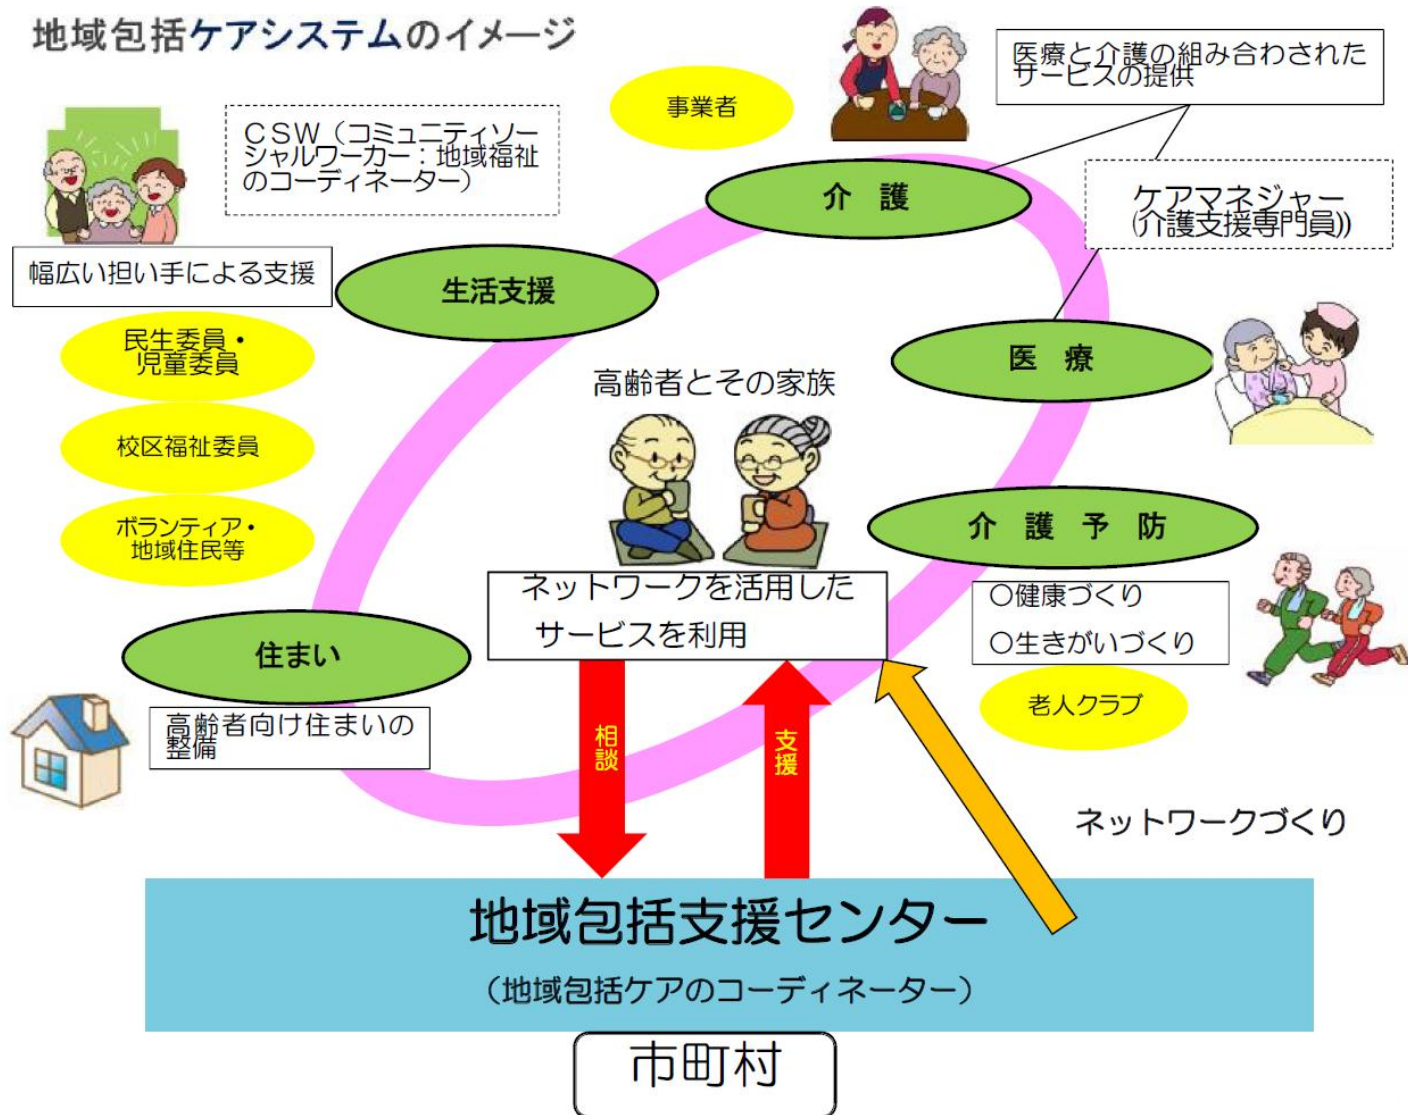 地域包括ケアシステムのイメージ
事業者
医療と介護の組み合わされた
サービスの提供
CSW(コミュニティソー
シャルワーカー:地域福祉
のコーディネーター)
介 護
ケアマネジャー
(介護支援専門員))
幅広い担い手による支援
生活支援
民生委員・
児童委員
医 療
高齢者とその家族
校区福祉委員
ボランティア・
地域住民等
介 護 予 防
ネットワークを活用した
サービスを利用
○健康づくり
○生きがいづくり
住まい
老人クラブ
高齢者向け住まいの
整備
相談
支援
ネットワークづくり
地域包括支援センター
(地域包括ケアのコーディネーター)
市町村